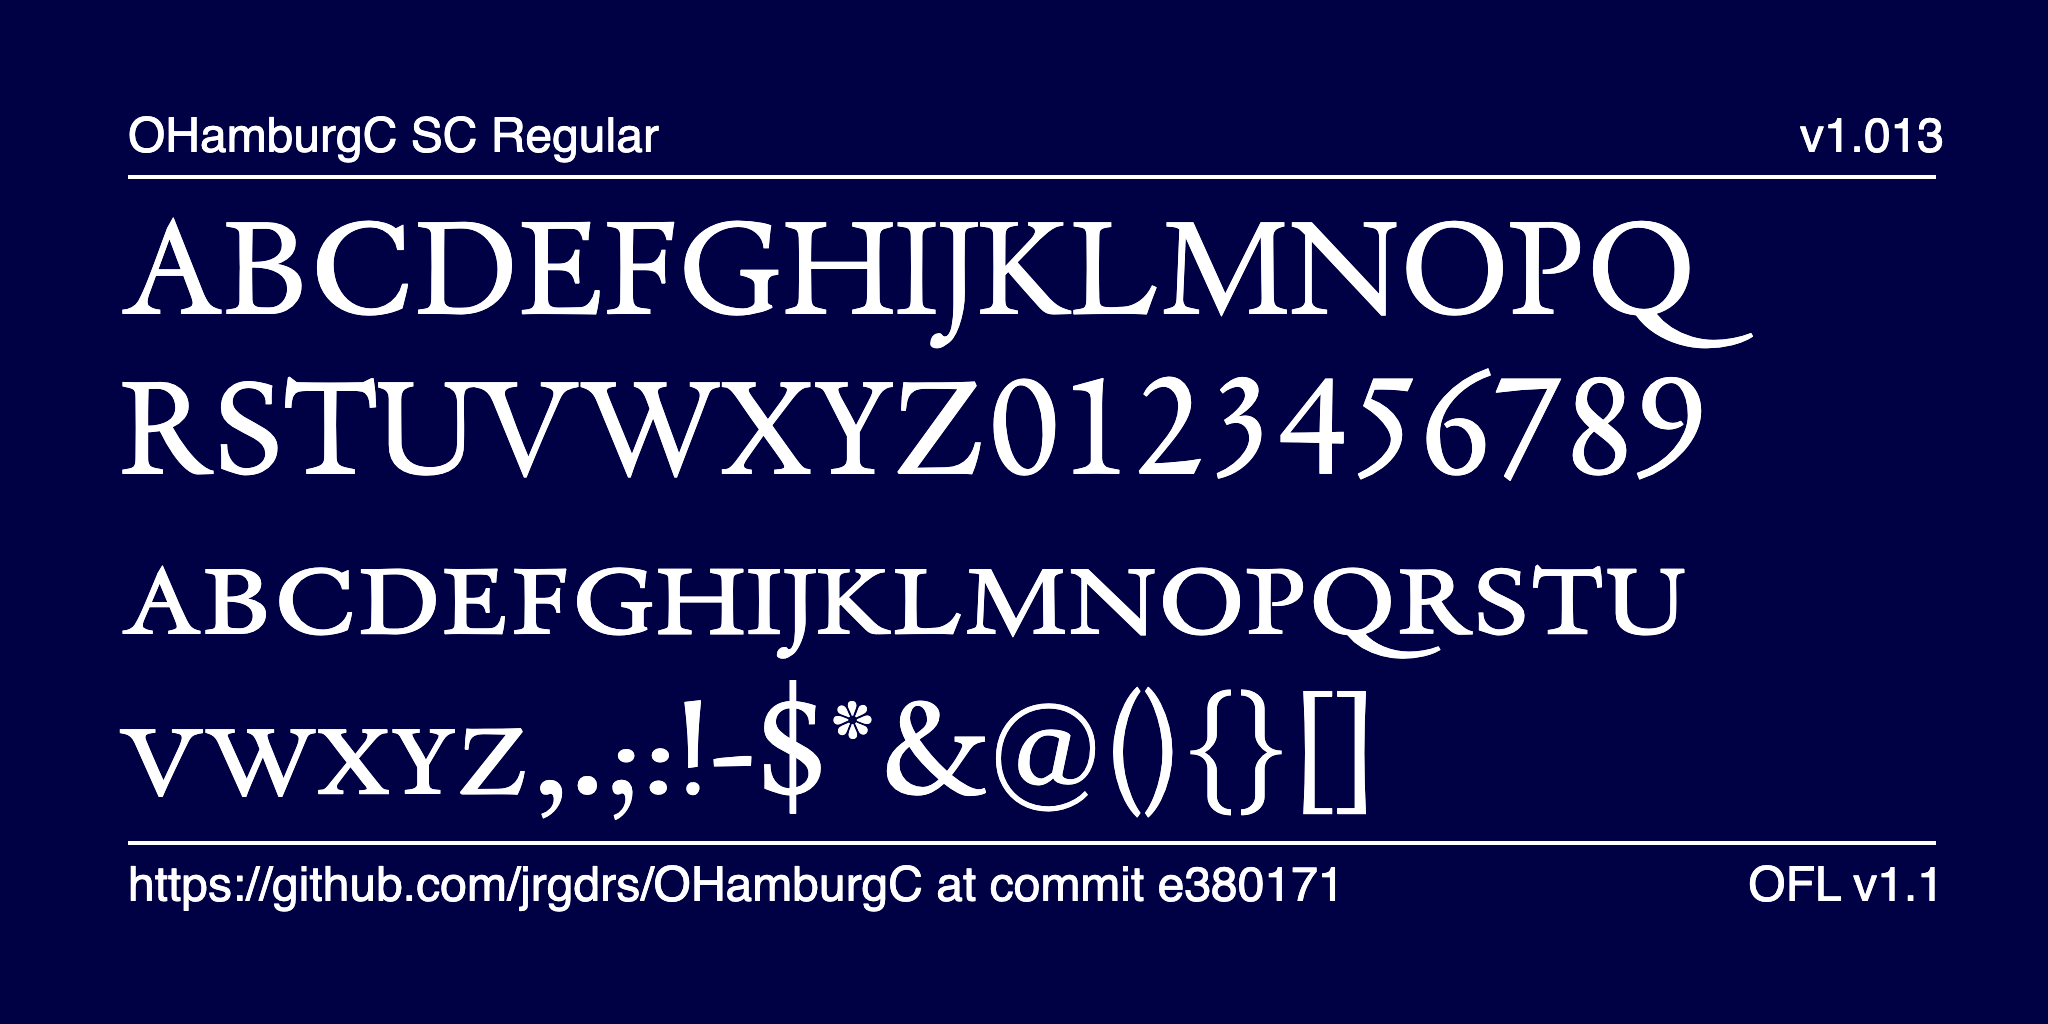 OHamburgC SC Regular
v1.013
ABCDEFGHIJKLMNOPQ
RSTUVWXYZ0123456789
ABCDEFGHIJKLMNOPQRSTU
VWXYZ,.;:!-$*&@(){}[]
https://github.com/jrgdrs/OHamburgC at commit e380171
OFL v1.1